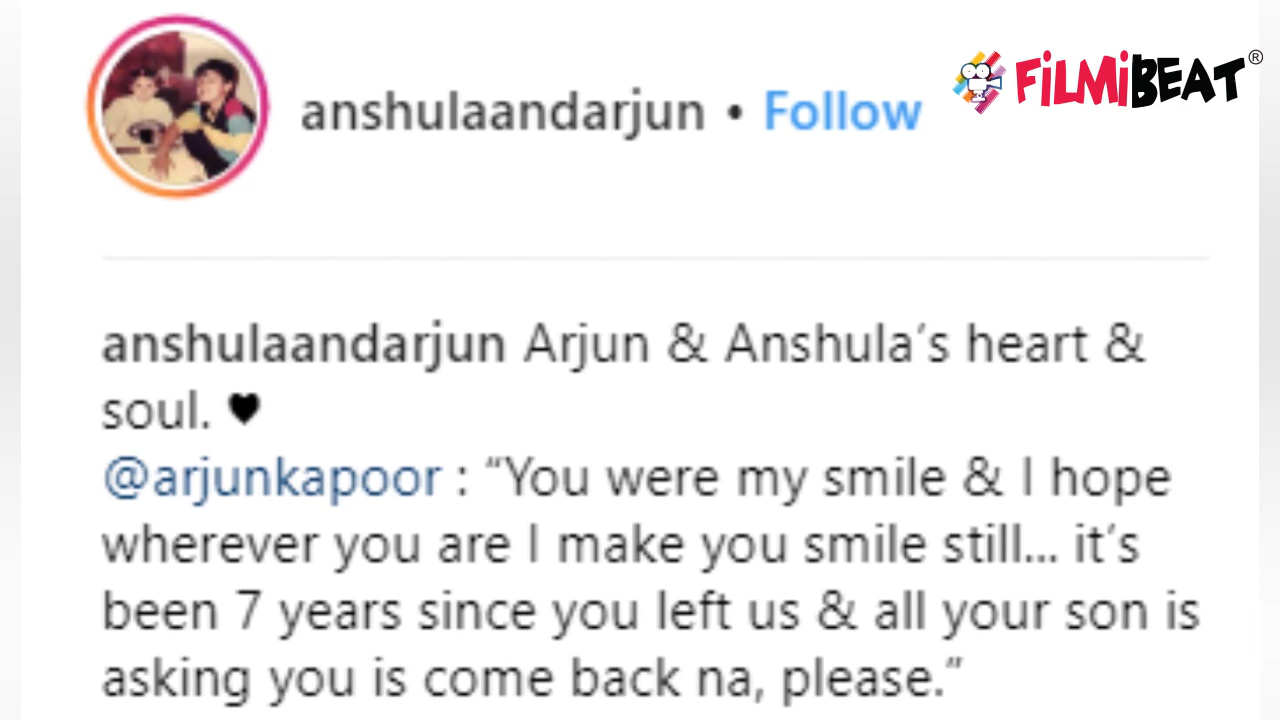 anshulaandarjun • Follow
FiLMiBEAT®
anshulaandarjun Arjun & Anshula's heart &
soul. ♥
@arjunkapoor : “You were my smile & I hope
wherever you are I make you smile still... it's
been 7 years since you left us & all your son is
asking you is come back na, please.”